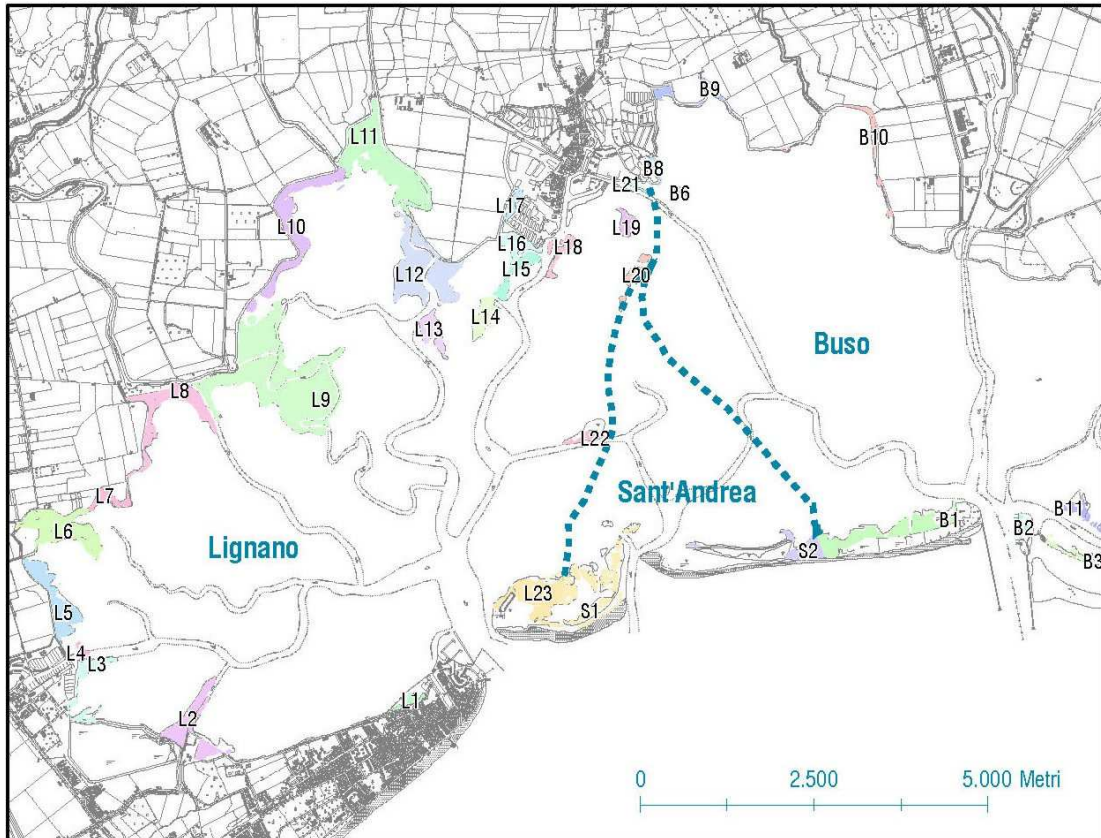 B9
L11
B10
B8
L21
B6
L17
L10
L19
L16
L18
L15
L12
L20
L14
L13
Buso
L8
L9
L22
Sant'Andrea
L7
L6
B11
B1
B2
Lignano
S2
B3
L23
L5
S1
L4
L3
L1
L2
0 2.500 5.000 Metri